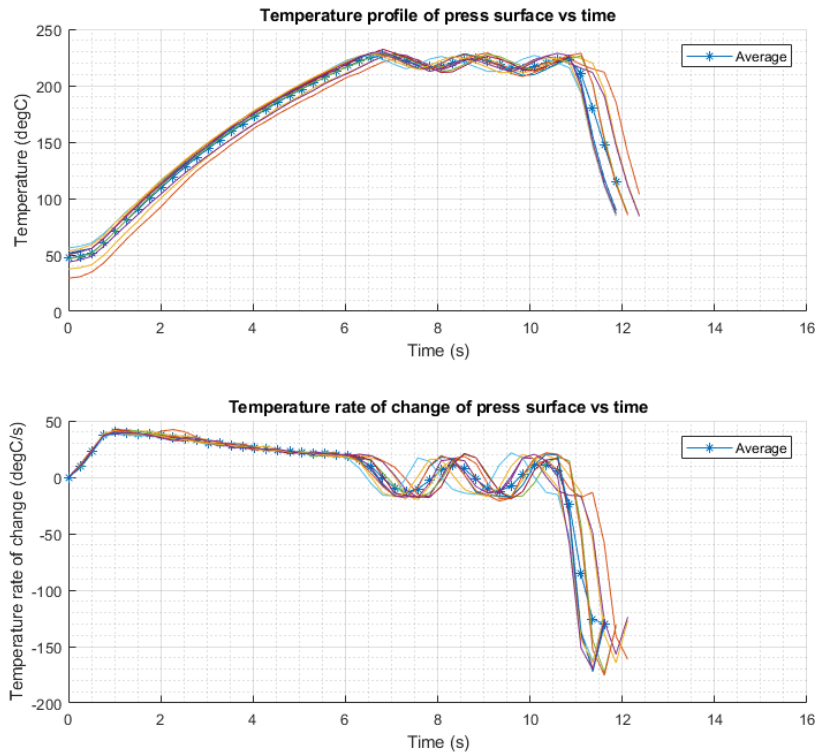 Temperature profile of press surface vs time
250
200
150
100
50
0
Temperature (degC)
Average
0 2 4 6 8 10 12 14 16
Time (s)
Temperature rate of change of press surface vs time
50
0
-50
-100
-150
-200
Temperature rate of change (degC/s)
Average
0 2 4 6 8 10 12 14 16
Time (s)